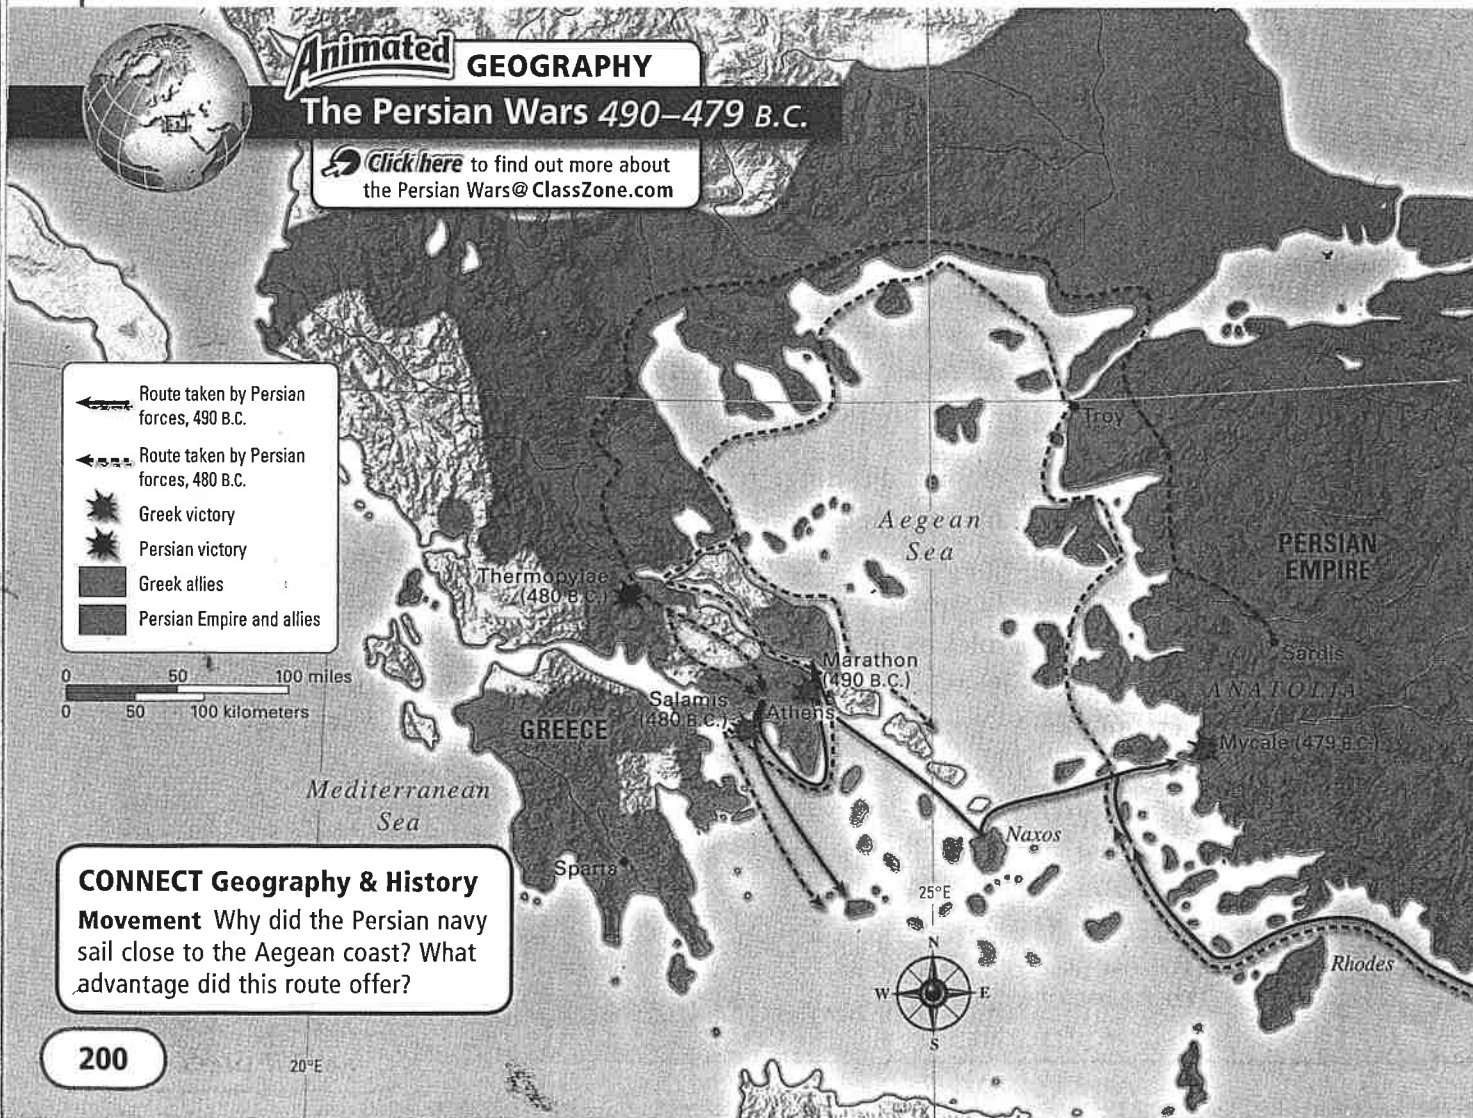 Animated GEOGRAPHY
The Persian Wars 490–479 B.C.
Click here to find out more about
the Persian Wars @ ClassZone.com
Route taken by Persian
forces, 490 B.C.
Route taken by Persian
forces, 480 B.C.
Greek victory
Persian victory
Greek allies
Persian Empire and allies
0 50 100 miles
0 50 100 kilometers
Troy
Aegean
Sea
PERSIAN
EMPIRE
Thermopylae
(480 B.C.)
Sardis
Marathon
(490 B.C.)
ANATOLIA
Salamis
(480 B.C.)
Athens
GREECE
Mycale (479 B.C.)
Mediterranean
Sea
Naxos
Sparta
25°E
Rhodes
N
W E
S
CONNECT Geography & History
Movement Why did the Persian navy
sail close to the Aegean coast? What
advantage did this route offer?
200
20°E